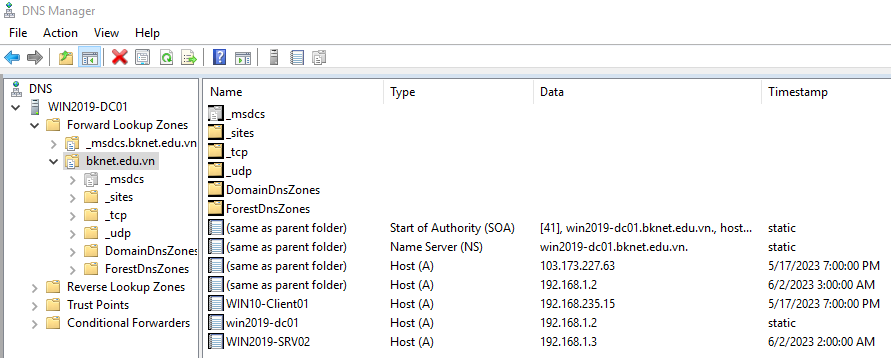 DNS Manager
File Action View Help
DNS
WIN2019-DC01
Forward Lookup Zones
_msdcs.bknet.edu.vn
bknet.edu.vn
_msdcs
_sites
_tcp
_udp
DomainDnsZones
ForestDnsZones
Reverse Lookup Zones
Trust Points
Conditional Forwarders
Name Type Data Timestamp
_msdcs
_sites
_tcp
_udp
DomainDnsZones
ForestDnsZones
(same as parent folder) Start of Authority (SOA) [41], win2019-dc01.bknet.edu.vn., host... static
(same as parent folder) Name Server (NS) win2019-dc01.bknet.edu.vn. static
(same as parent folder) Host (A) 103.173.227.63 5/17/2023 7:00:00 PM
(same as parent folder) Host (A) 192.168.1.2 6/2/2023 3:00:00 AM
WIN10-Client01 Host (A) 192.168.235.15 5/17/2023 7:00:00 PM
win2019-dc01 Host (A) 192.168.1.2 static
WIN2019-SRV02 Host (A) 192.168.1.3 6/2/2023 2:00:00 AM